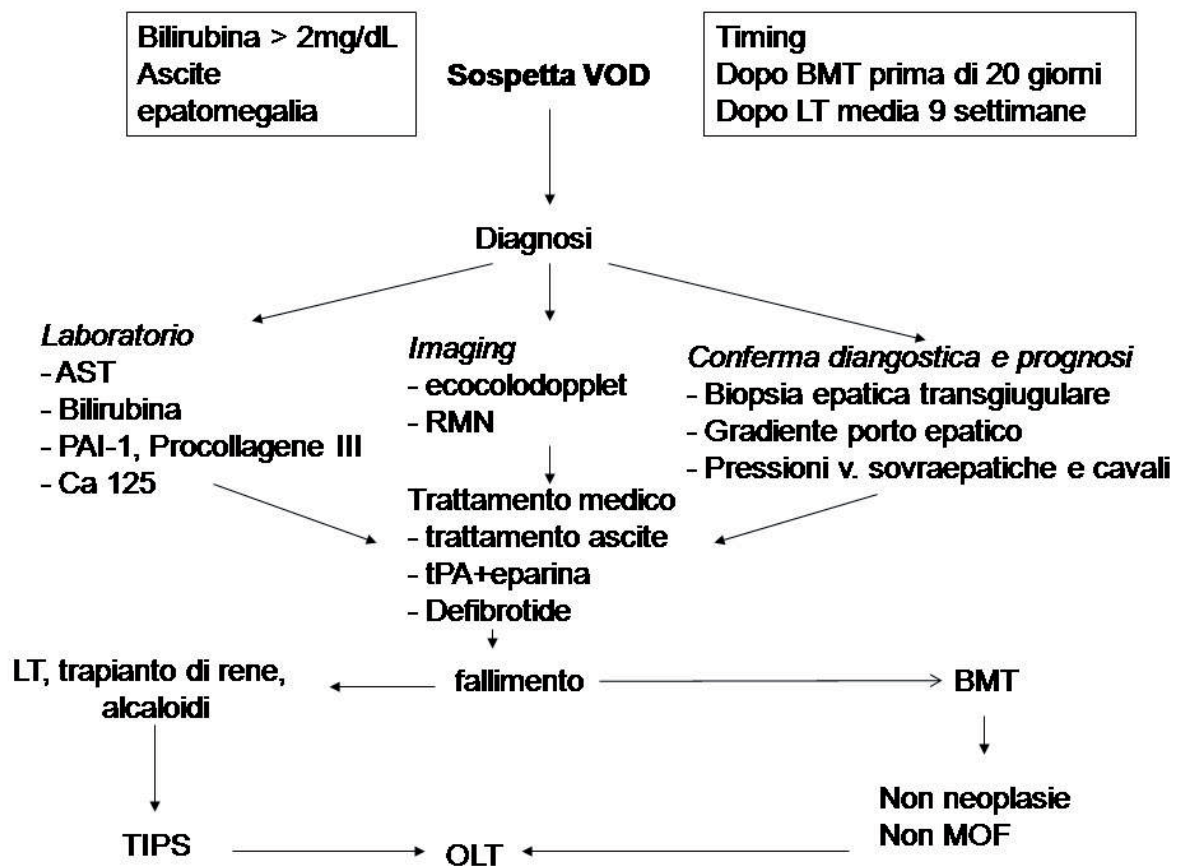 Bilirubina > 2mg/dL
Ascite
epatomegalia
Sospetta VOD
Timing
Dopo BMT prima di 20 giorni
Dopo LT media 9 settimane
Diagnosi
Laboratorio
- AST
- Bilirubina
- PAI-1, Procollagene III
- Ca 125
Imaging
- ecocolodopplet
- RMN
Conferma diangostica e prognosi
- Biopsia epatica transgiugulare
- Gradiente porto epatico
- Pressioni v. sovraepatiche e cavali
Trattamento medico
- trattamento ascite
- tPA+eparina
- Defibrotide
LT, trapianto di rene,
alcaloidi
fallimento
BMT
Non neoplasie
Non MOF
TIPS
OLT